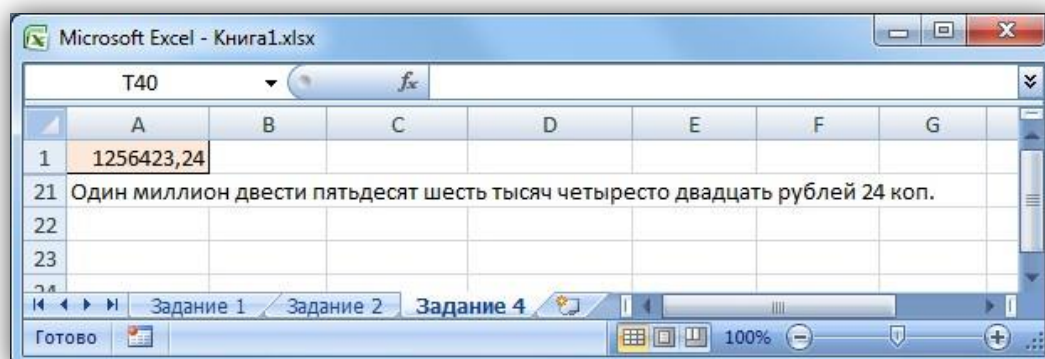 Microsoft Excel - Книга1.xlsx
T40 fx
A B C D E F G
1 1256423,24
21 Один миллион двести пятьдесят шесть тысяч четыресто двадцать рублей 24 коп.
22
23
24
Задание 1 Задание 2 Задание 4
Готово 100%